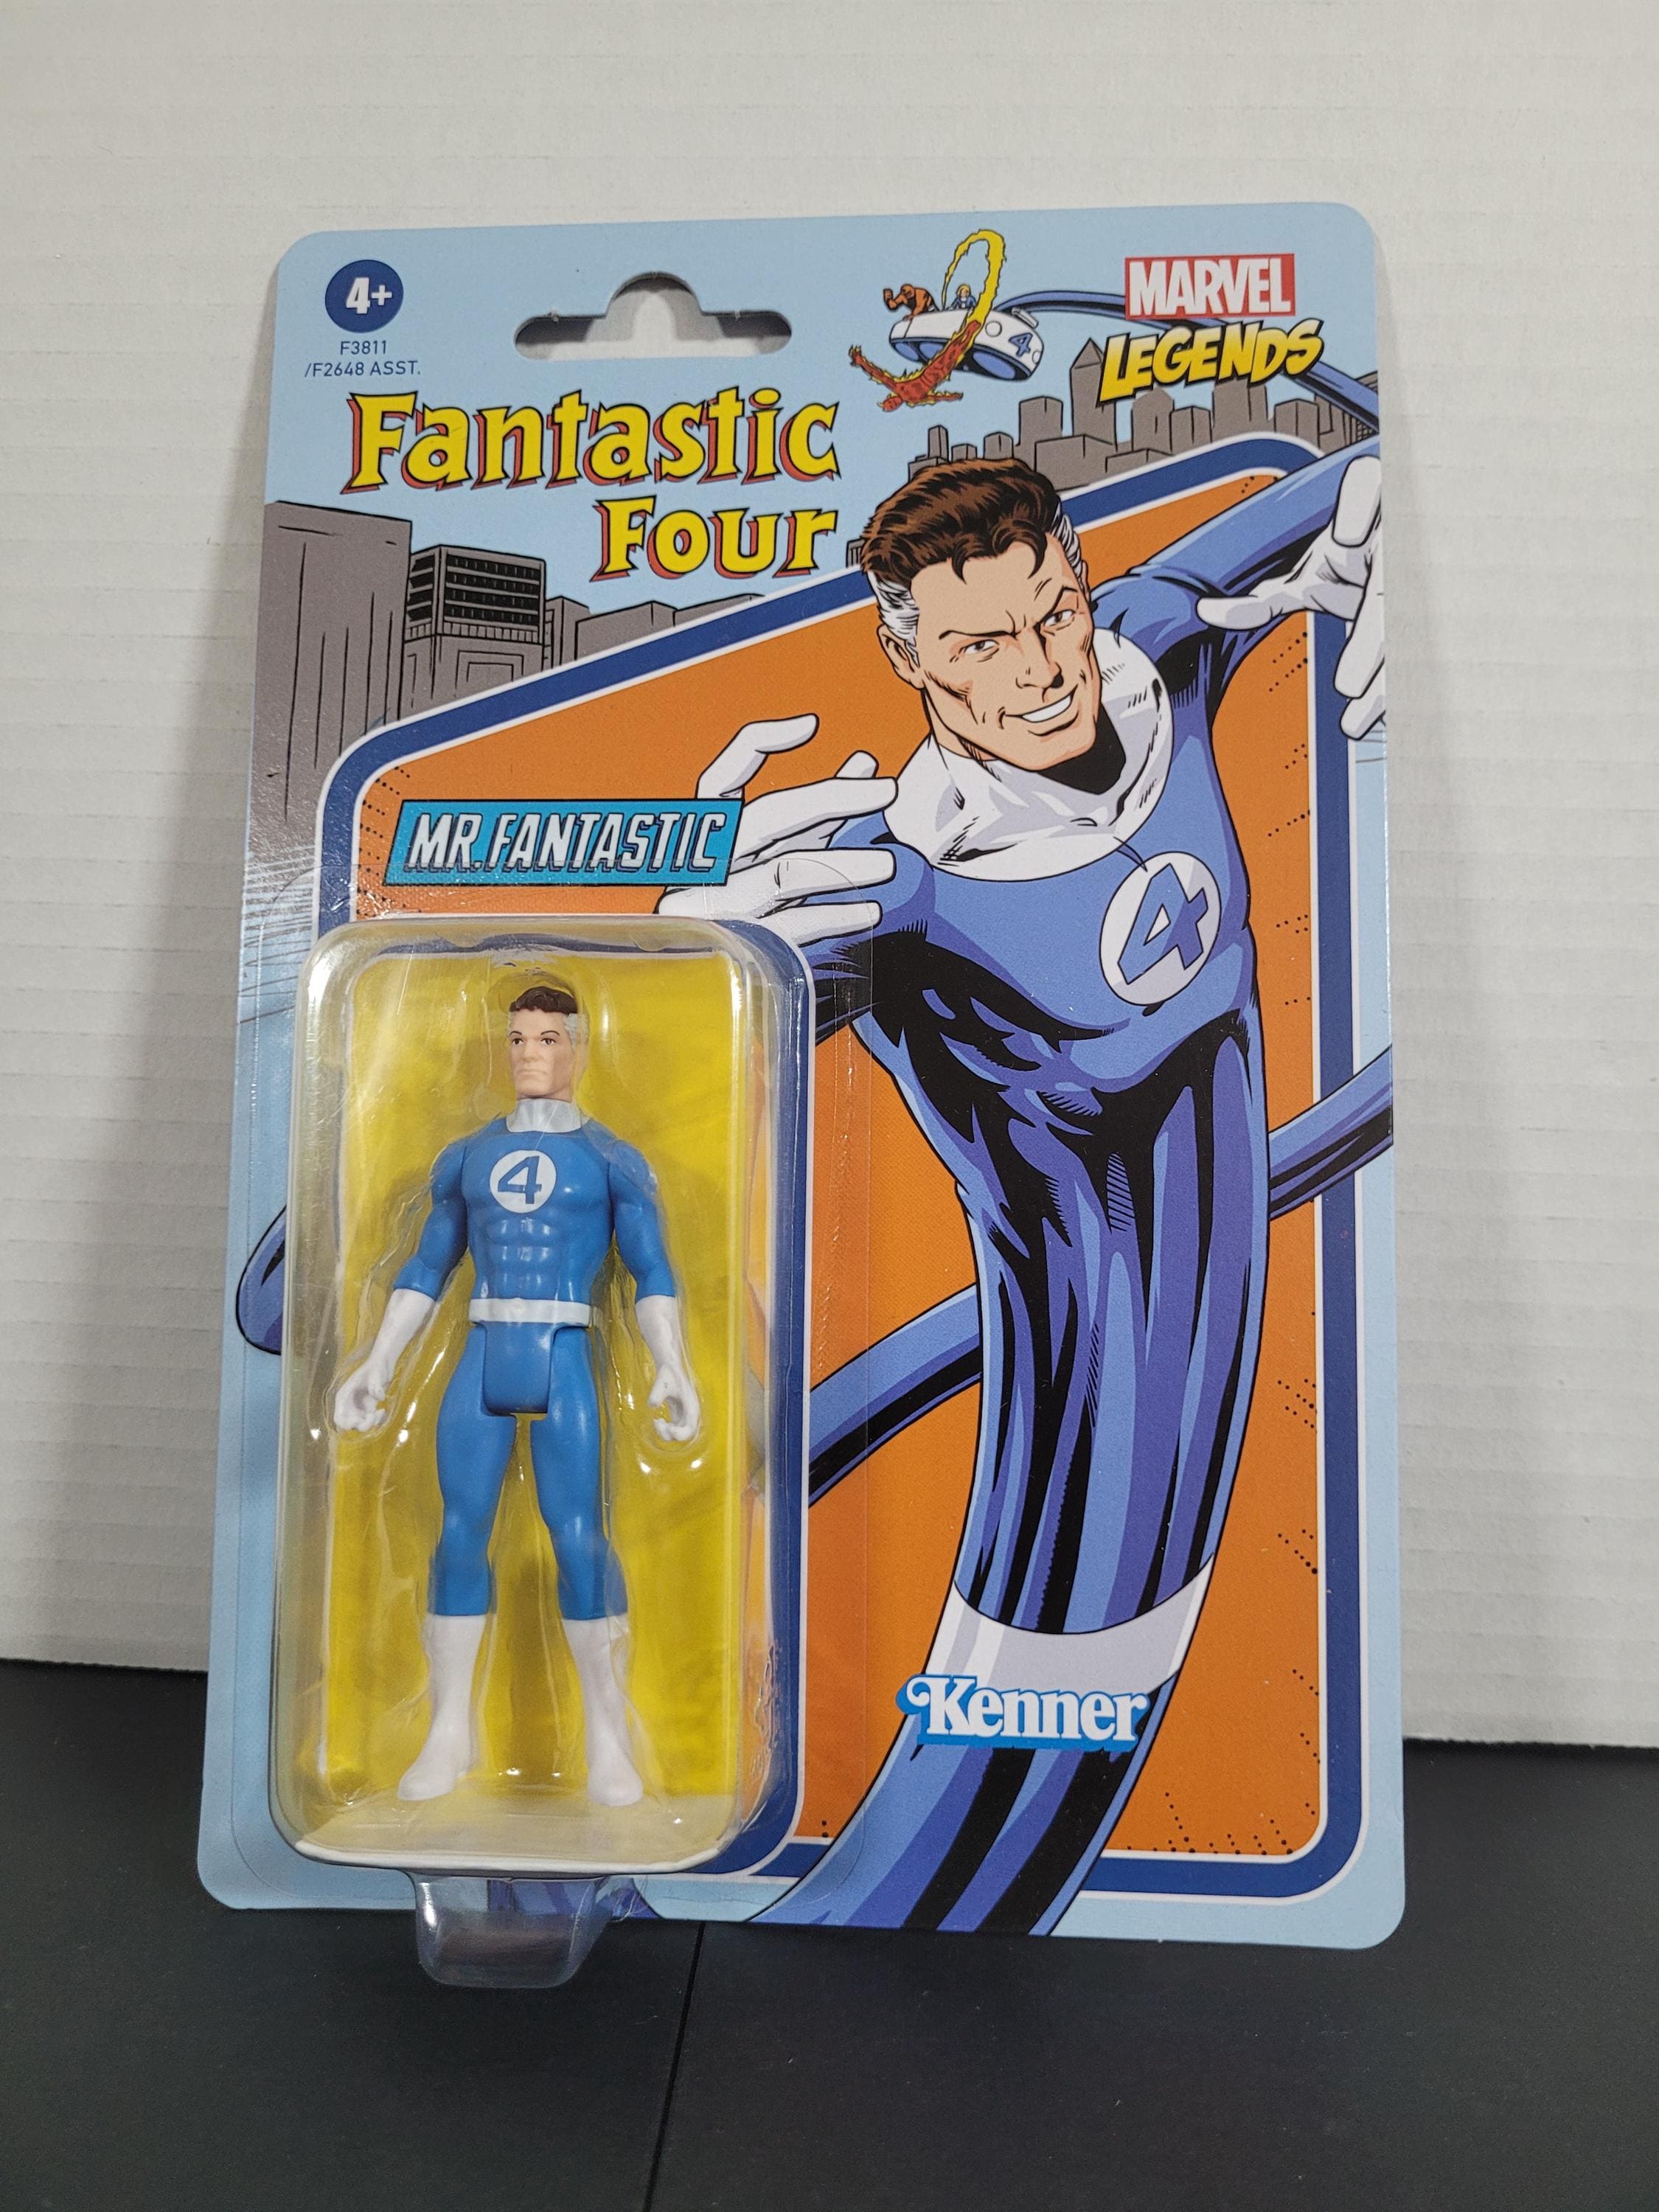 4+
F3811
/F2648 ASST.
MARVEL
LEGENDS
4
Fantastic
Four
MR. FANTASTIC
4
4
Kenner